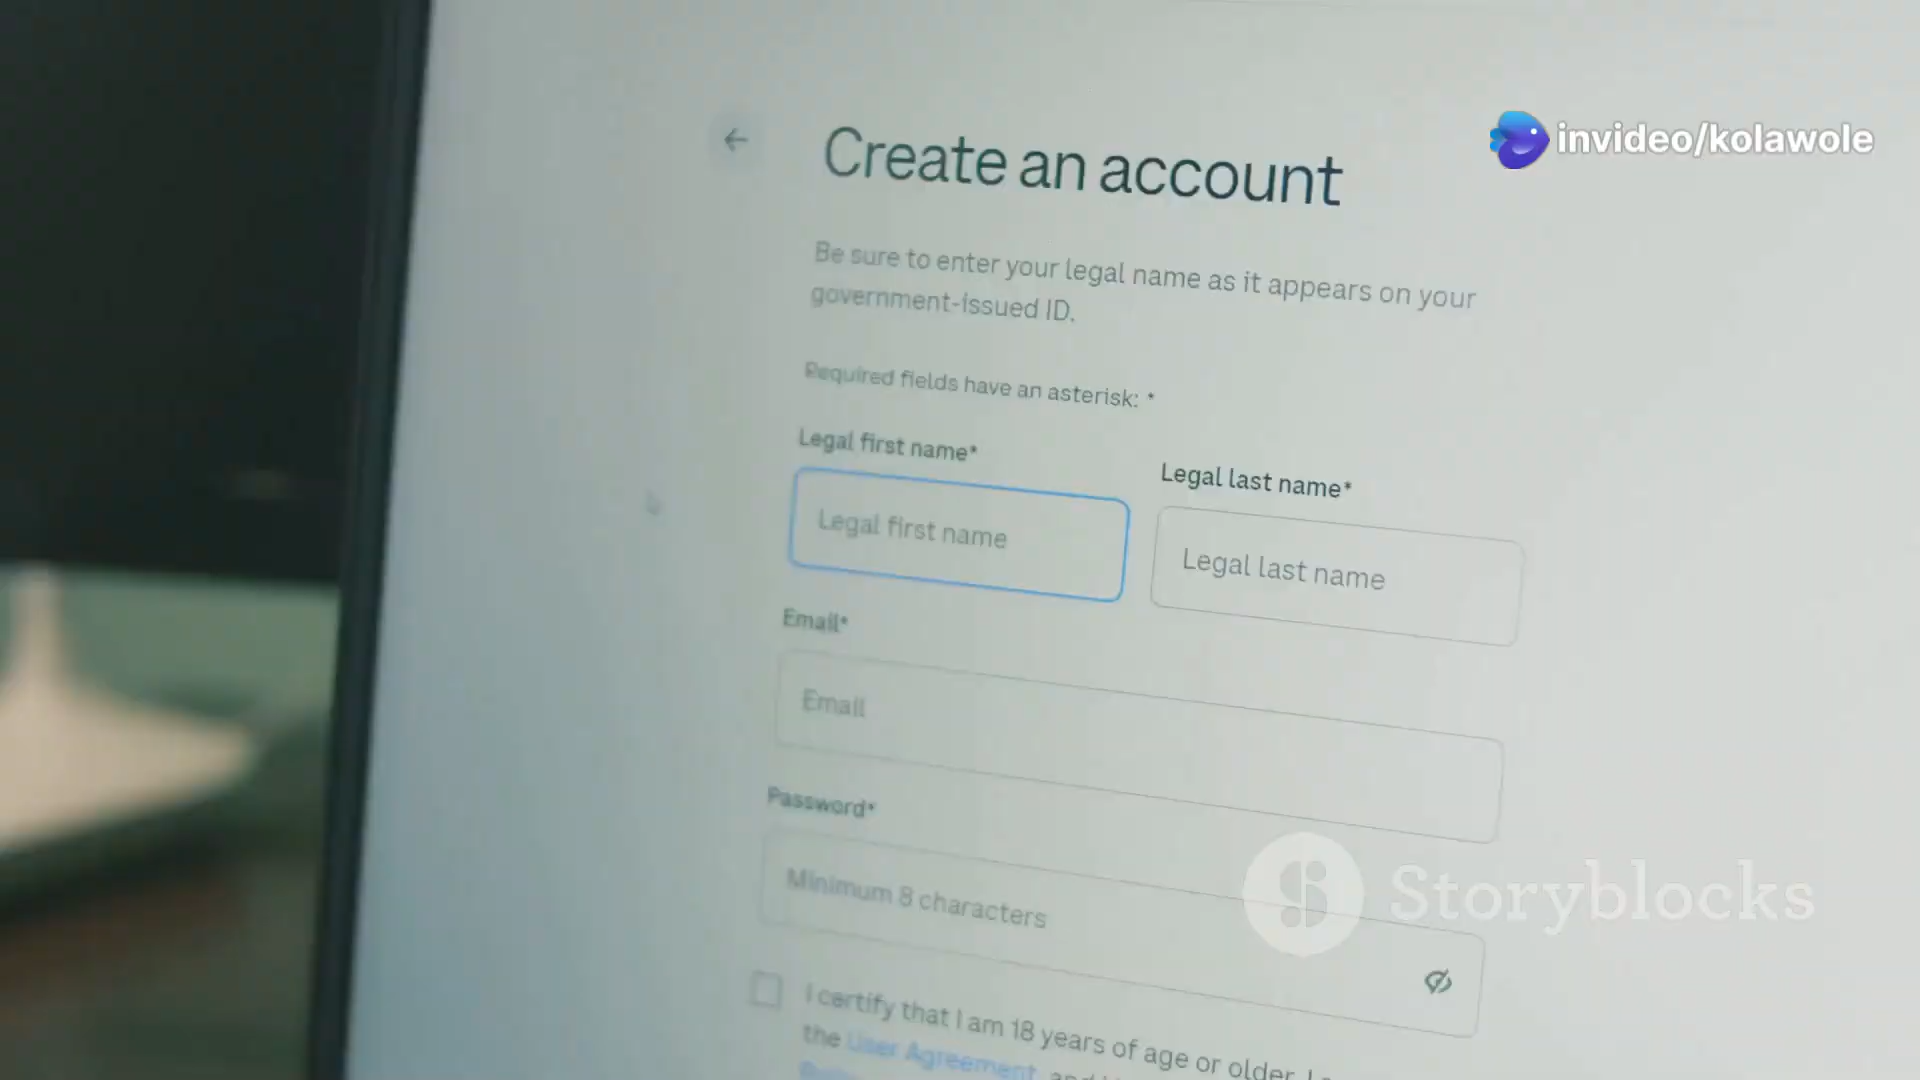 invideo/kolawole
Create an account
Be sure to enter your legal name as it appears on your
government-issued ID.
Required fields have an asterisk: *
Legal first name*
Legal last name*
Legal first name
Legal last name
Email*
Email
Password*
Minimum 8 characters
Storyblocks
I certify that I am 18 years of age or older, I
the User Agreement, and